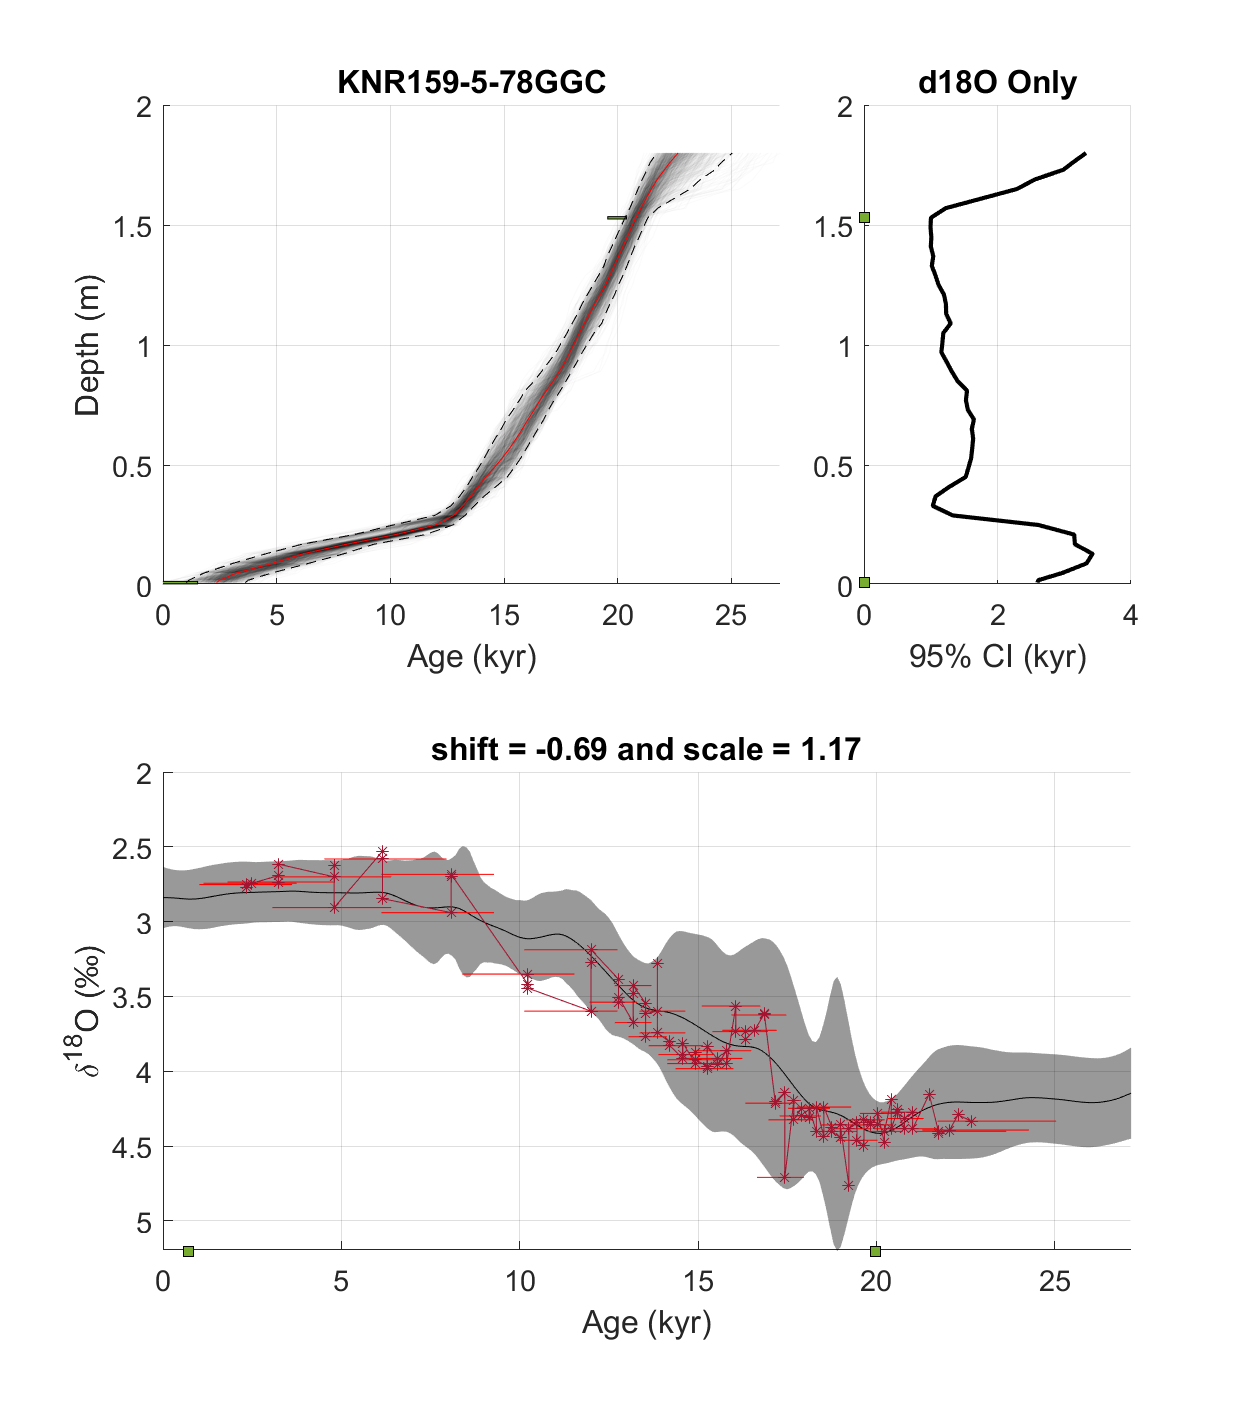 KNR159-5-78GGC
d18O Only
2
1.5
1
0.5
0
Depth (m)
0 5 10 15 20 25
Age (kyr)
2
1.5
1
0.5
0
0 2 4
95% CI (kyr)
shift = -0.69 and scale = 1.17
2
2.5
3
3.5
4
4.5
5
δ18O (‰)
0 5 10 15 20 25
Age (kyr)